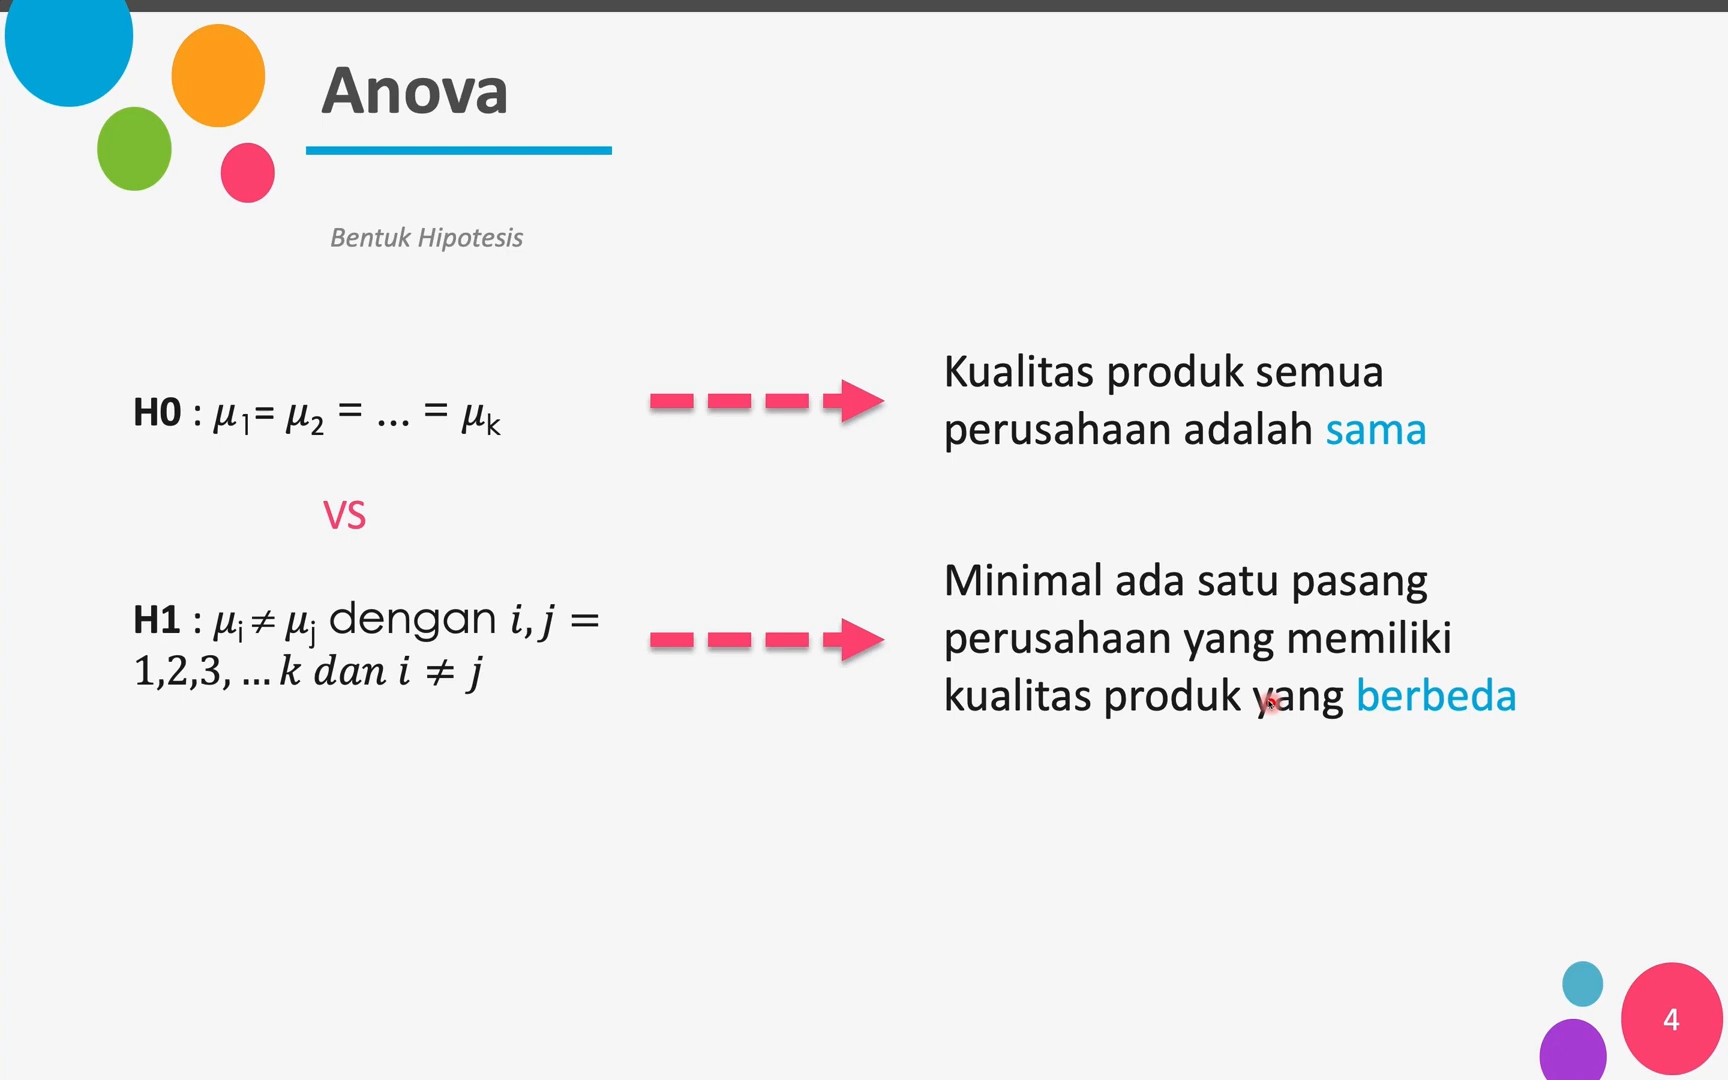 Anova
Bentuk Hipotesis
H0 : μ₁= μ₂ = ... = μₖ
Kualitas produk semua
perusahaan adalah sama
VS
H1 : μᵢ ≠ μⱼ dengan i, j =
1,2,3, ... k dan i ≠ j
Minimal ada satu pasang
perusahaan yang memiliki
kualitas produk yang berbeda
4